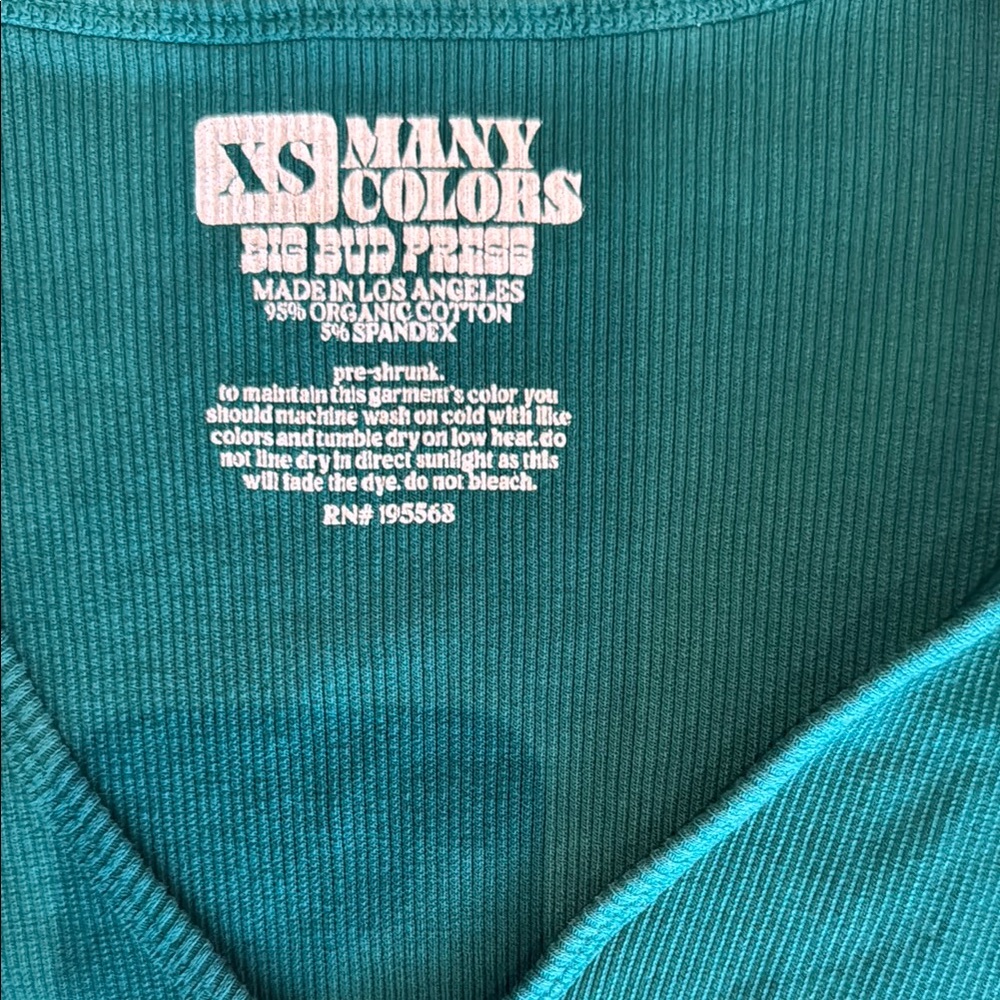 XS MANY
COLORS
BIG BUD PRESS
MADE IN LOS ANGELES
95% ORGANIC COTTON
5% SPANDEX
pre-shrunk.
to maintain this garment's color you
should machine wash on cold with like
colors and tumble dry on low heat. do
not line dry in direct sunlight as this
will fade the dye. do not bleach.
RN# 195568